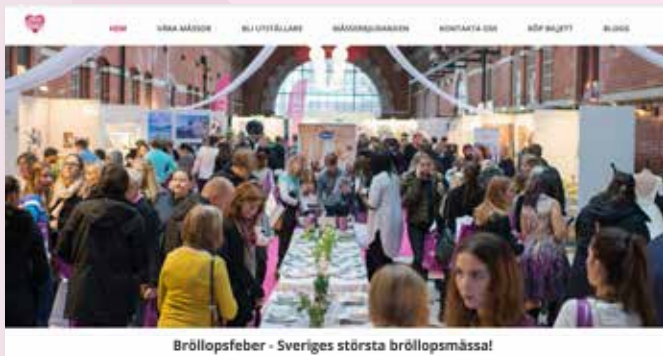 HEM VÅRA MÄSSOR BLI UTSTÄLLARE MÄSSERBJUDANDEN KONTAKTA OSS KÖP BILJETT BLOGG
Bröllopsfeber - Sveriges största bröllopsmässa!